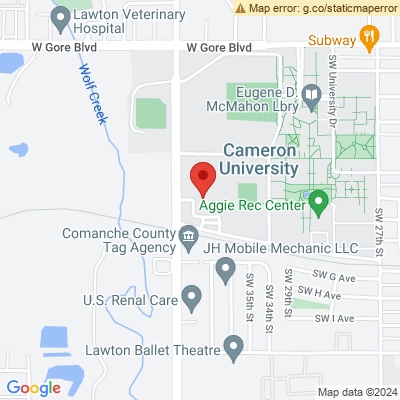 Map error: g.co/staticmaperror
Lawton Veterinary
Hospital
W Gore Blvd
W Gore Blvd
Subway
Wolf Creek
Eugene D.
McMahon Lbry
SW University Dr
Cameron
University
Aggie Rec Center
SW 27th St
Comanche County
Tag Agency
JH Mobile Mechanic LLC
SW G Ave
SW H Ave
SW I Ave
SW 35th St
SW 34th St
SW 29th St
U.S. Renal Care
Lawton Ballet Theatre
Google
Map data ©2024